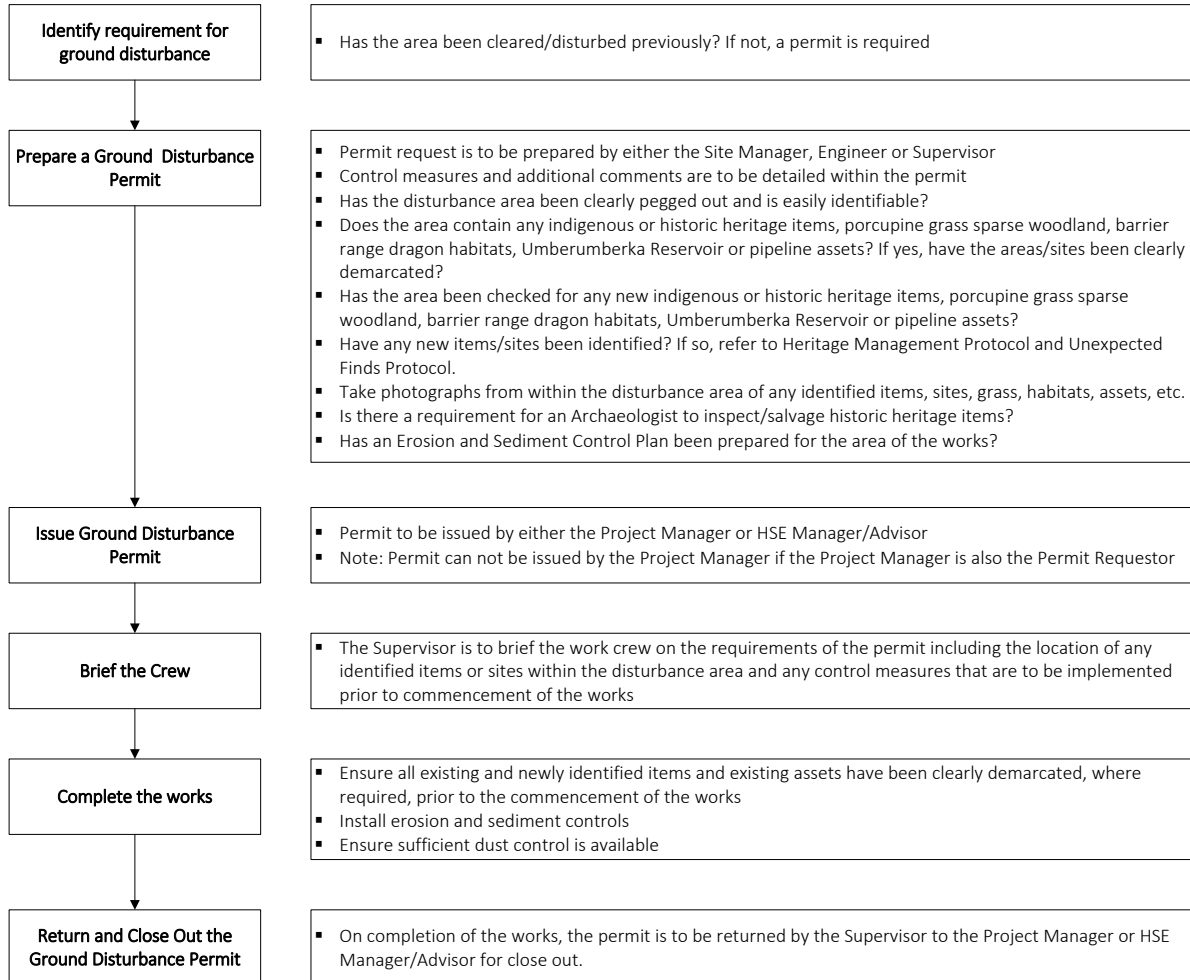 Identify requirement for
ground disturbance
▪ Has the area been cleared/disturbed previously? If not, a permit is required
Prepare a Ground Disturbance
Permit
▪ Permit request is to be prepared by either the Site Manager, Engineer or Supervisor
▪ Control measures and additional comments are to be detailed within the permit
▪ Has the disturbance area been clearly pegged out and is easily identifiable?
▪ Does the area contain any indigenous or historic heritage items, porcupine grass sparse woodland, barrier
range dragon habitats, Umberumberka Reservoir or pipeline assets? If yes, have the areas/sites been clearly
demarcated?
▪ Has the area been checked for any new indigenous or historic heritage items, porcupine grass sparse
woodland, barrier range dragon habitats, Umberumberka Reservoir or pipeline assets?
▪ Have any new items/sites been identified? If so, refer to Heritage Management Protocol and Unexpected
Finds Protocol.
▪ Take photographs from within the disturbance area of any identified items, sites, grass, habitats, assets, etc.
▪ Is there a requirement for an Archaeologist to inspect/salvage historic heritage items?
▪ Has an Erosion and Sediment Control Plan been prepared for the area of the works?
Issue Ground Disturbance
Permit
▪ Permit to be issued by either the Project Manager or HSE Manager/Advisor
▪ Note: Permit can not be issued by the Project Manager if the Project Manager is also the Permit Requestor
Brief the Crew
▪ The Supervisor is to brief the work crew on the requirements of the permit including the location of any
identified items or sites within the disturbance area and any control measures that are to be implemented
prior to commencement of the works
Complete the works
▪ Ensure all existing and newly identified items and existing assets have been clearly demarcated, where
required, prior to the commencement of the works
▪ Install erosion and sediment controls
▪ Ensure sufficient dust control is available
Return and Close Out the
Ground Disturbance Permit
▪ On completion of the works, the permit is to be returned by the Supervisor to the Project Manager or HSE
Manager/Advisor for close out.